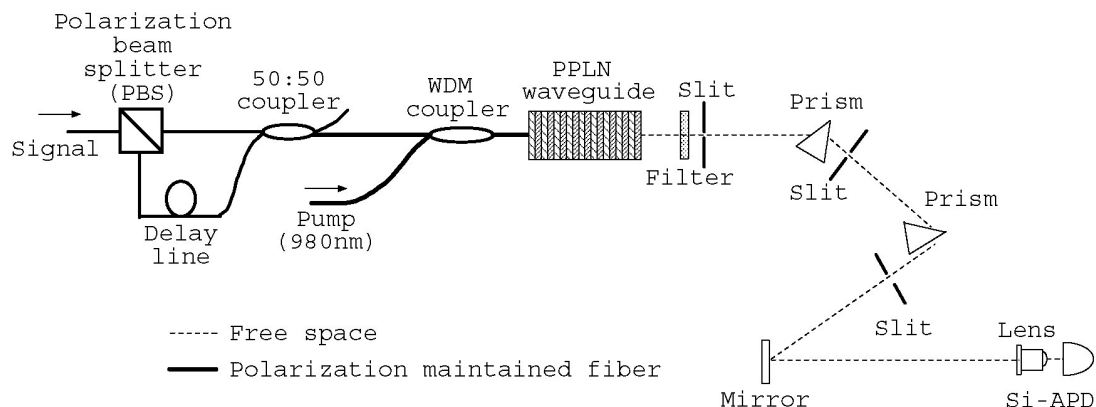 Polarization
beam
splitter
(PBS)
50:50
coupler
WDM
coupler
PPLN
waveguide
Slit
Prism
Signal
Filter
Slit
Prism
Delay
line
Pump
(980nm)
Slit
Free space
Lens
Polarization maintained fiber
Mirror
Si-APD